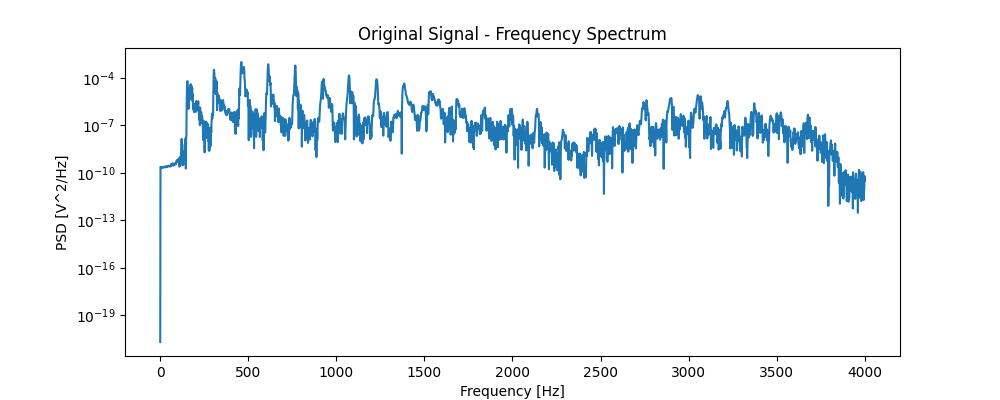 Original Signal - Frequency Spectrum
10^−4
10^−7
10^−10
10^−13
10^−16
10^−19
PSD [V^2/Hz]
0 500 1000 1500 2000 2500 3000 3500 4000
Frequency [Hz]